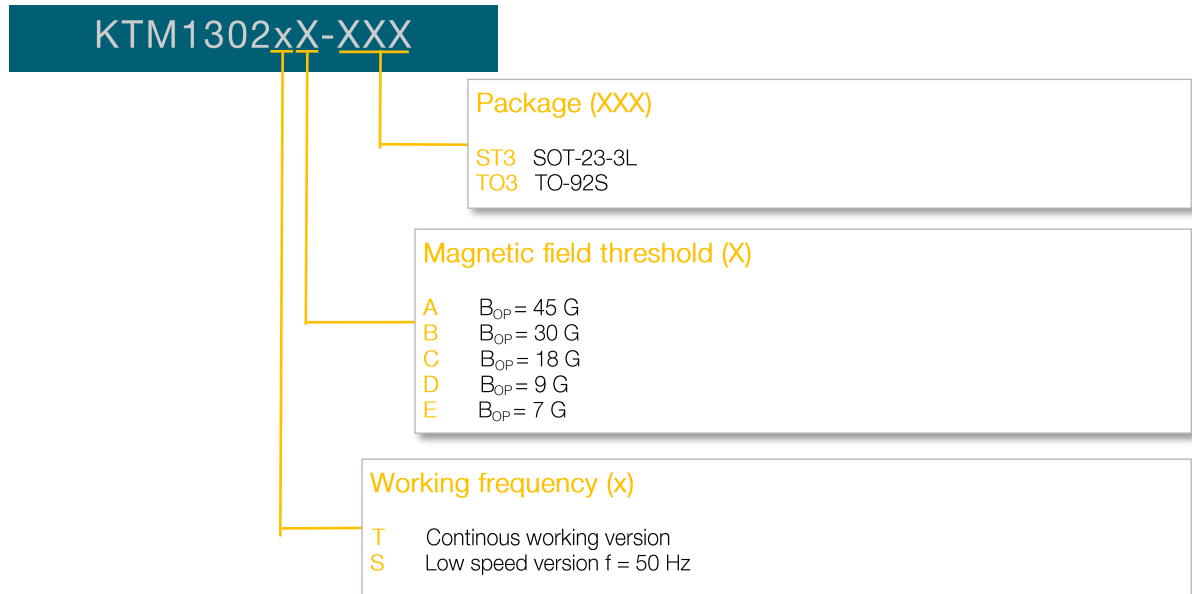 KTM1302xX-XXX
Package (XXX)
ST3 SOT-23-3L
TO3 TO-92S
Magnetic field threshold (X)
A BOP = 45 G
B BOP = 30 G
C BOP = 18 G
D BOP = 9 G
E BOP = 7 G
Working frequency (x)
T Continous working version
S Low speed version f = 50 Hz